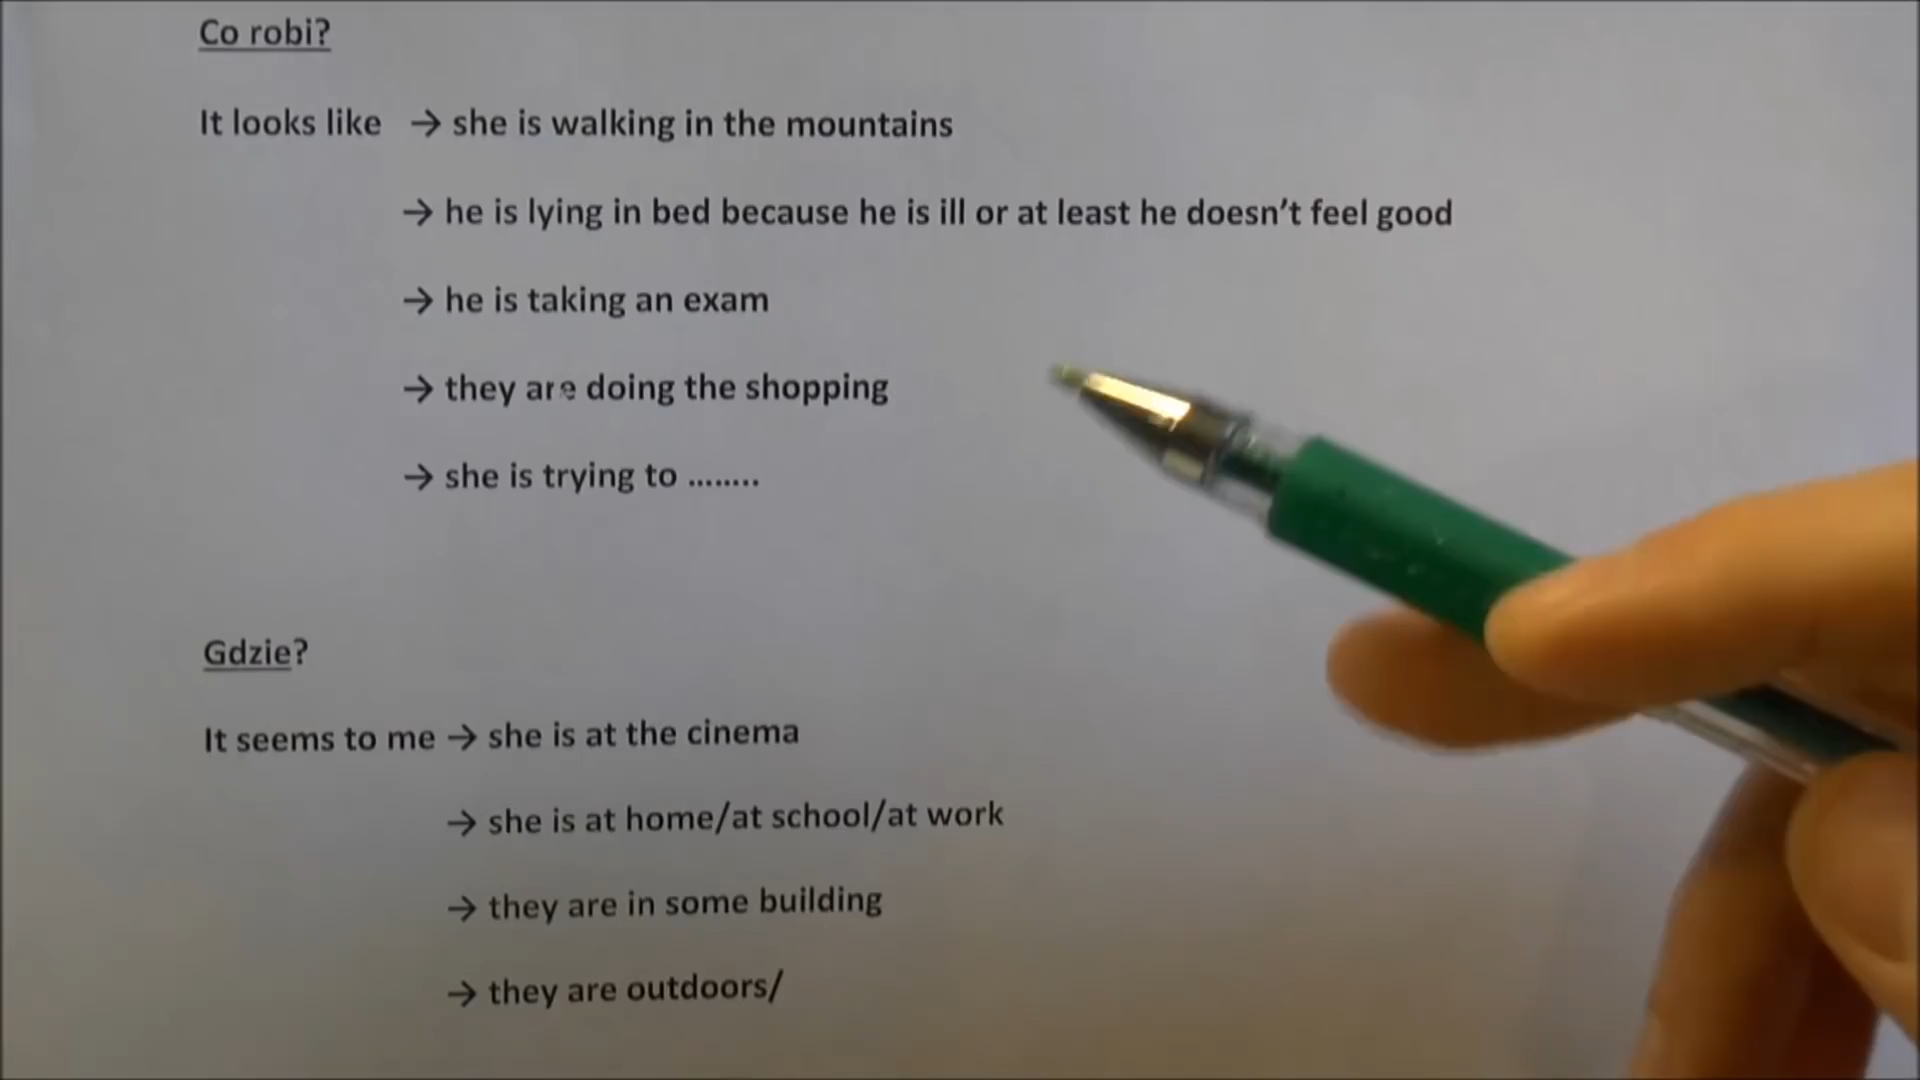 Co robi?
It looks like → she is walking in the mountains
→ he is lying in bed because he is ill or at least he doesn't feel good
→ he is taking an exam
→ they are doing the shopping
→ she is trying to ........
Gdzie?
It seems to me → she is at the cinema
→ she is at home/at school/at work
→ they are in some building
→ they are outdoors/